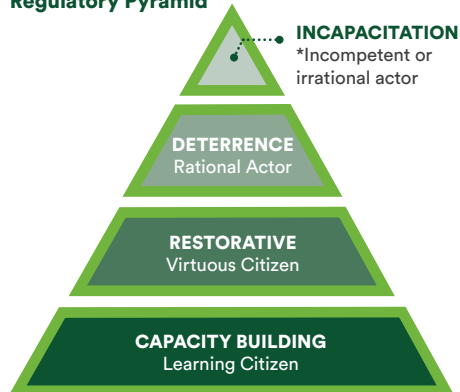 Regulatory Pyramid
INCAPACITATION
*Incompetent or
irrational actor
DETERRENCE
Rational Actor
RESTORATIVE
Virtuous Citizen
CAPACITY BUILDING
Learning Citizen